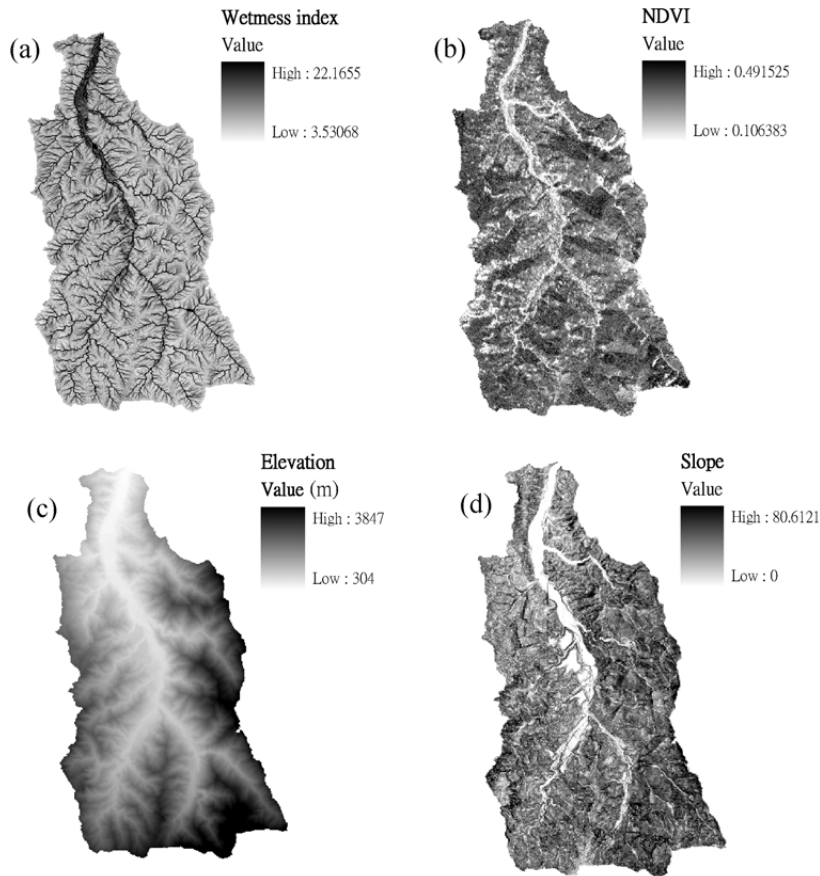 (a)
Wetmess index
Value
High : 22.1655
Low : 3.53068
(b)
NDVI
Value
High : 0.491525
Low : 0.106383
(c)
Elevation
Value (m)
High : 3847
Low : 304
(d)
Slope
Value
High : 80.6121
Low : 0